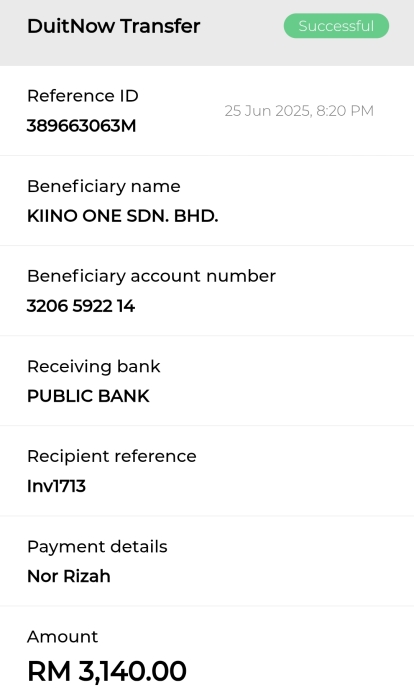 DuitNow Transfer
Successful
Reference ID
25 Jun 2025, 8:20 PM
389663063M
Beneficiary name
KIINO ONE SDN. BHD.
Beneficiary account number
3206 5922 14
Receiving bank
PUBLIC BANK
Recipient reference
Inv1713
Payment details
Nor Rizah
Amount
RM 3,140.00